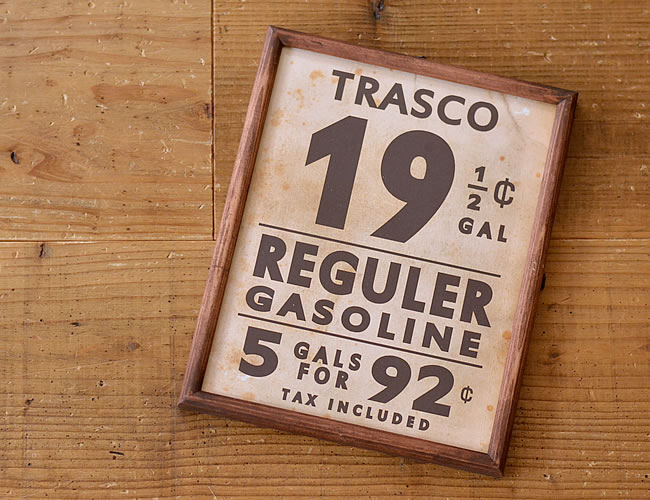 TRASCO
19 1/2 ¢
GAL
REGULER
GASOLINE
5 GALS FOR 92 ¢
TAX INCLUDED